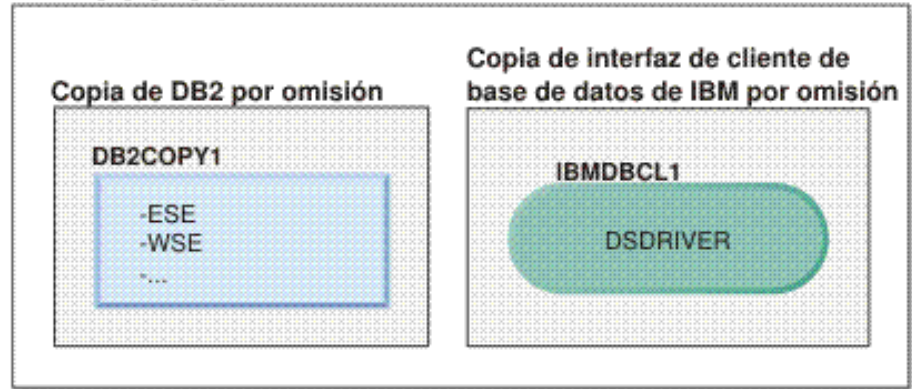 Copia de DB2 por omisión
DB2COPY1
-ESE
-WSE
-...
Copia de interfaz de cliente de
base de datos de IBM por omisión
IBMDBCL1
DSDRIVER